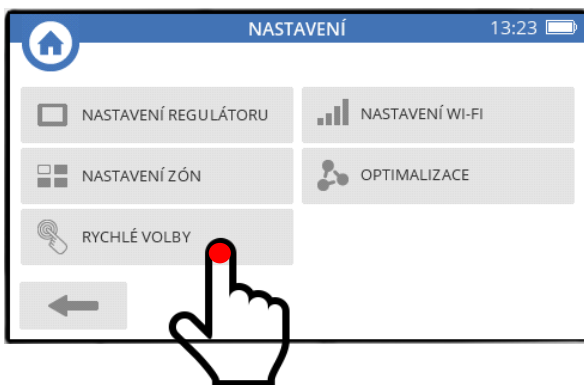 NASTAVENÍ 13:23
NASTAVENÍ REGULÁTORU
NASTAVENÍ WI-FI
NASTAVENÍ ZÓN
OPTIMALIZACE
RYCHLÉ VOLBY